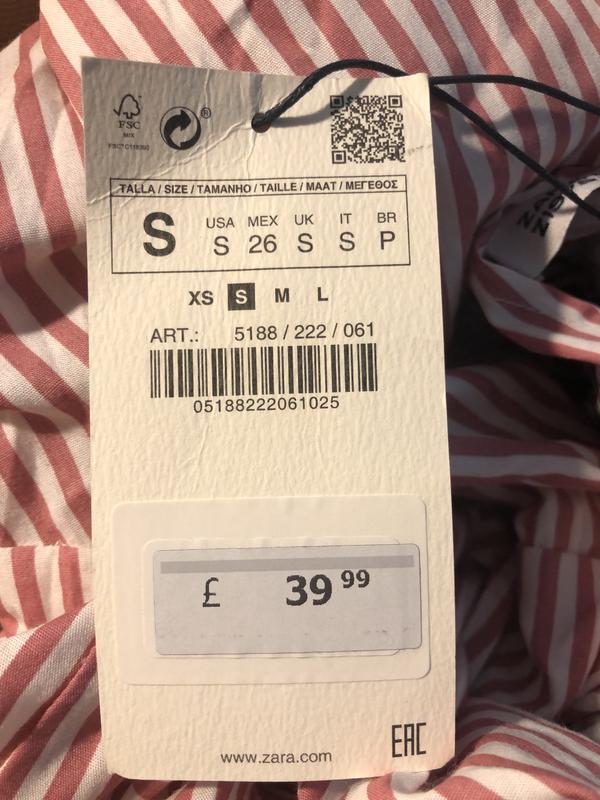 FSC
MIX
®
TALLA / SIZE / TAMANHO / TAILLE / MAAT / ΜΕΓΕΘΟΣ
S
USA MEX UK IT BR
S 26 S S P
XS S M L
ART.: 5188 / 222 / 061
05188222061025
£ 39 99
www.zara.com
EAC